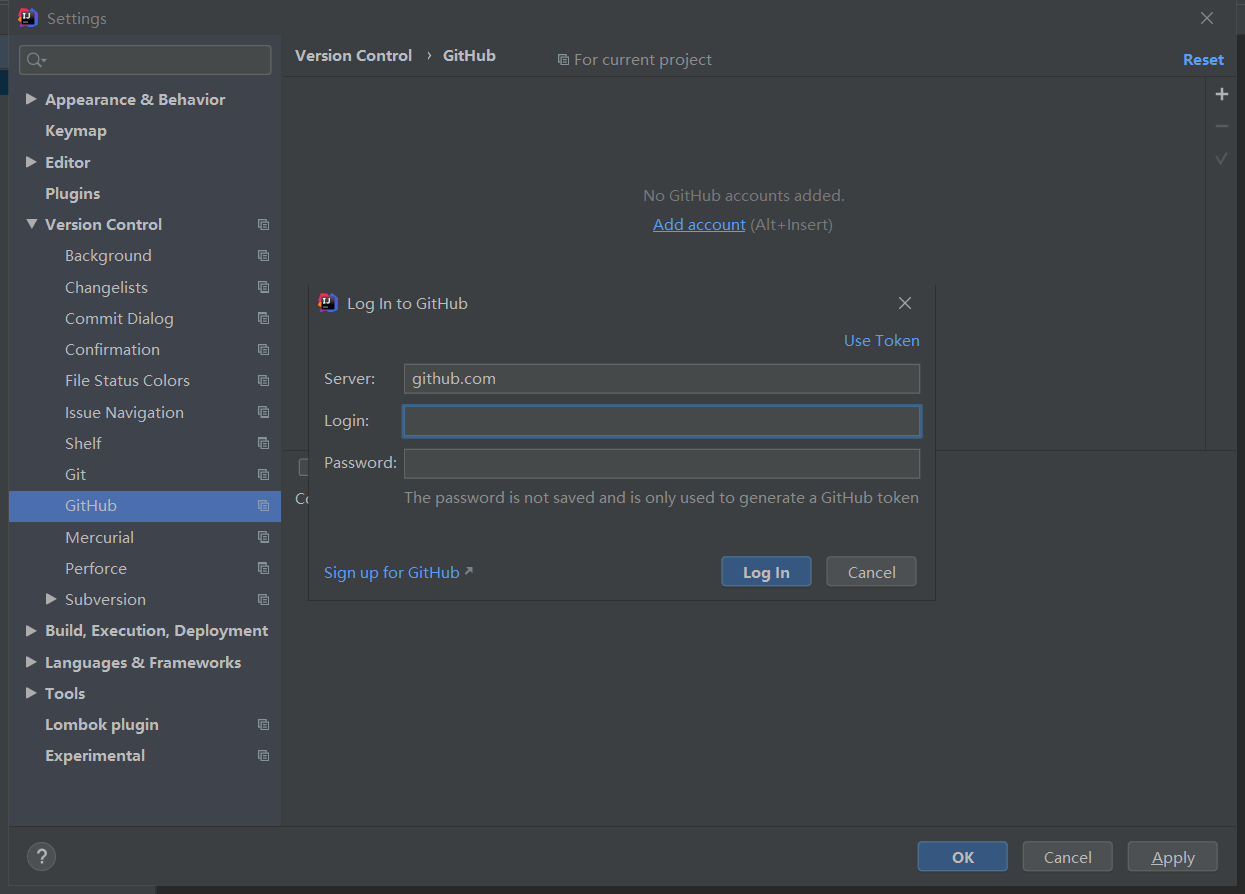 Settings
Version Control › GitHub
For current project
Reset
Appearance & Behavior
Keymap
Editor
Plugins
Version Control
Background
Changelists
Commit Dialog
Confirmation
File Status Colors
Issue Navigation
Shelf
Git
GitHub
Mercurial
Perforce
Subversion
Build, Execution, Deployment
Languages & Frameworks
Tools
Lombok plugin
Experimental
No GitHub accounts added.
Add account (Alt+Insert)
Log In to GitHub
Use Token
Server: github.com
Login:
Password:
The password is not saved and is only used to generate a GitHub token
Sign up for GitHub
Log In
Cancel
?
OK
Cancel
Apply